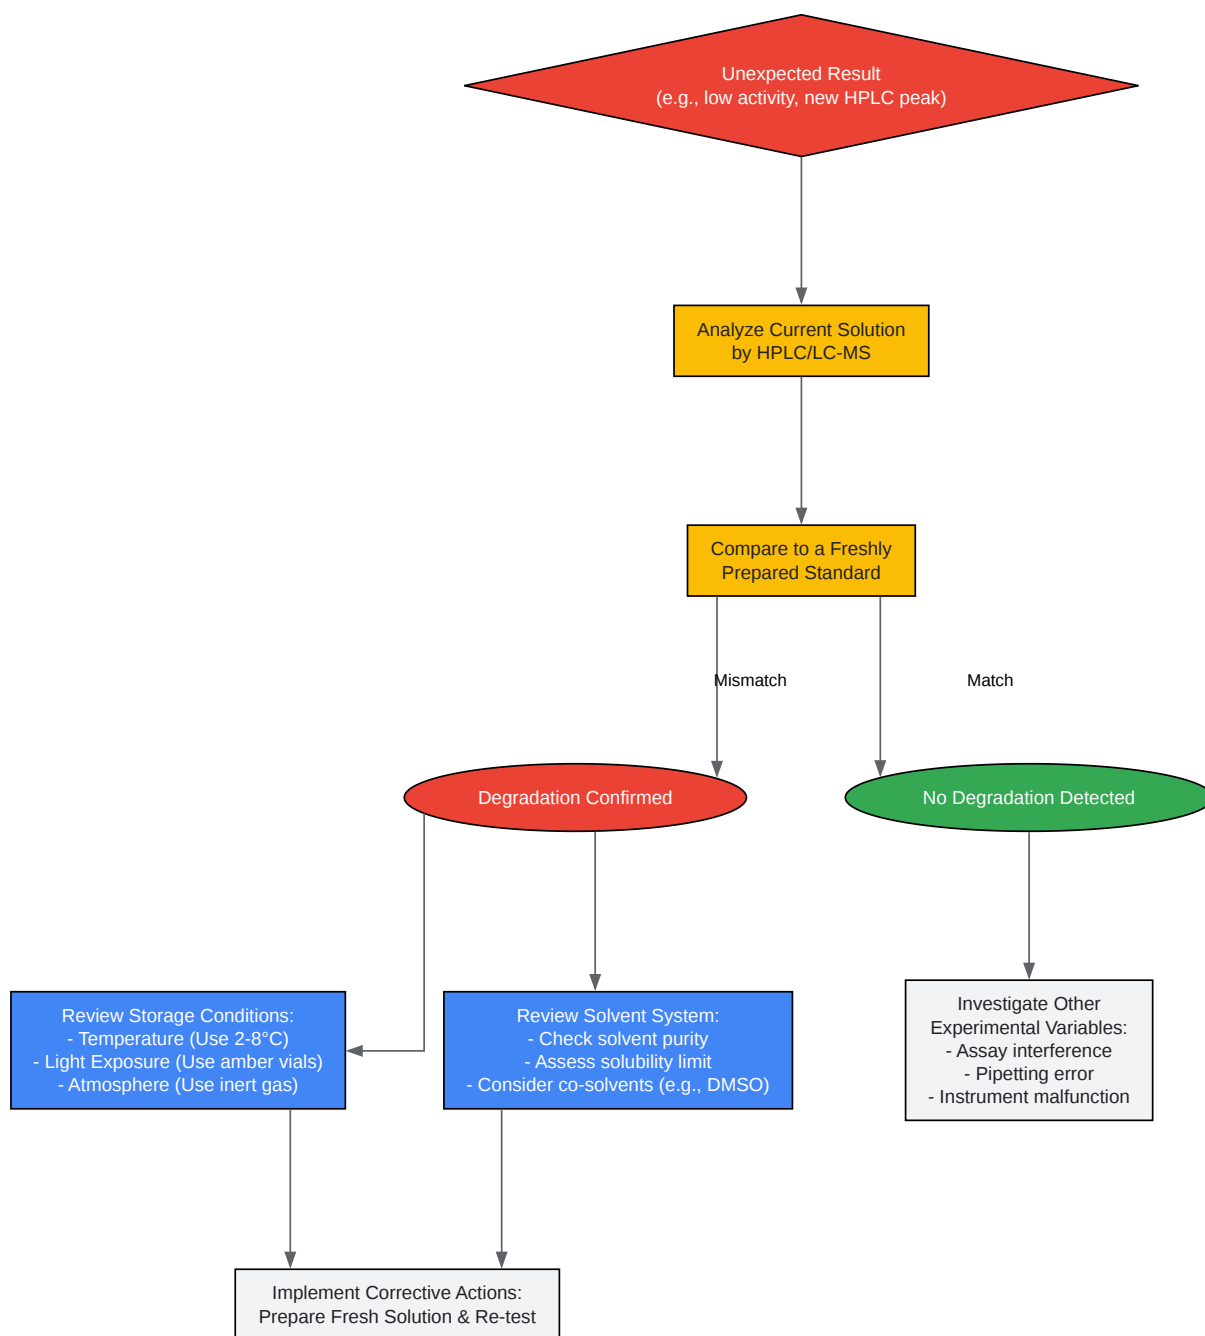 Unexpected Result
(e.g., low activity, new HPLC peak)
Analyze Current Solution
by HPLC/LC-MS
Compare to a Freshly
Prepared Standard
Mismatch
Match
Degradation Confirmed
No Degradation Detected
Review Storage Conditions:
- Temperature (Use 2-8°C)
- Light Exposure (Use amber vials)
- Atmosphere (Use inert gas)
Review Solvent System:
- Check solvent purity
- Assess solubility limit
- Consider co-solvents (e.g., DMSO)
Investigate Other
Experimental Variables:
- Assay interference
- Pipetting error
- Instrument malfunction
Implement Corrective Actions:
Prepare Fresh Solution & Re-test